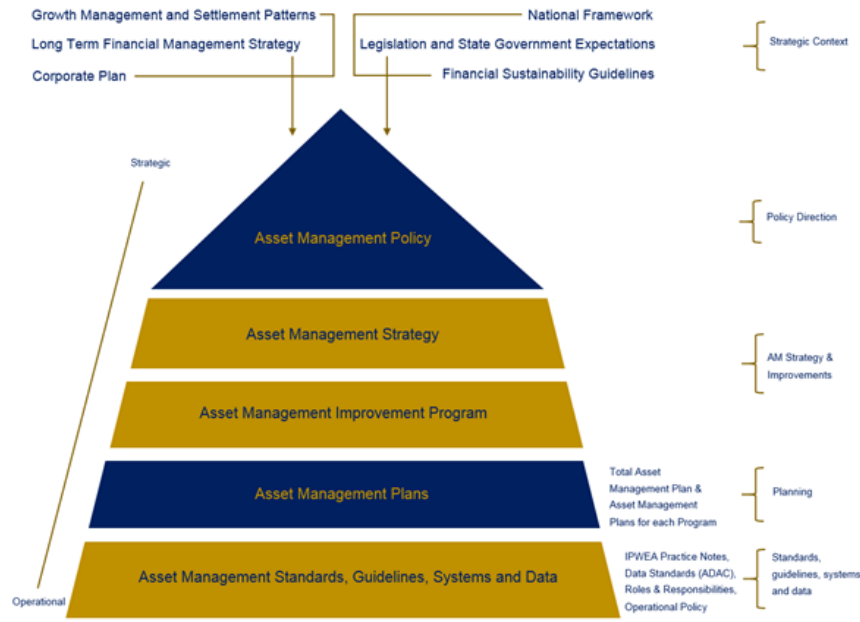 Growth Management and Settlement Patterns
National Framework
Long Term Financial Management Strategy
Legislation and State Government Expectations
Strategic Context
Corporate Plan
Financial Sustainability Guidelines
Strategic
Policy Direction
Asset Management Policy
Asset Management Strategy
AM Strategy &
Improvements
Asset Management Improvement Program
Asset Management Plans
Total Asset
Management Plan &
Asset Management
Plans for each Program
Planning
Asset Management Standards, Guidelines, Systems and Data
IPWEA Practice Notes,
Data Standards (ADAC),
Roles & Responsibilities,
Operational Policy
Standards,
guidelines, systems
and data
Operational